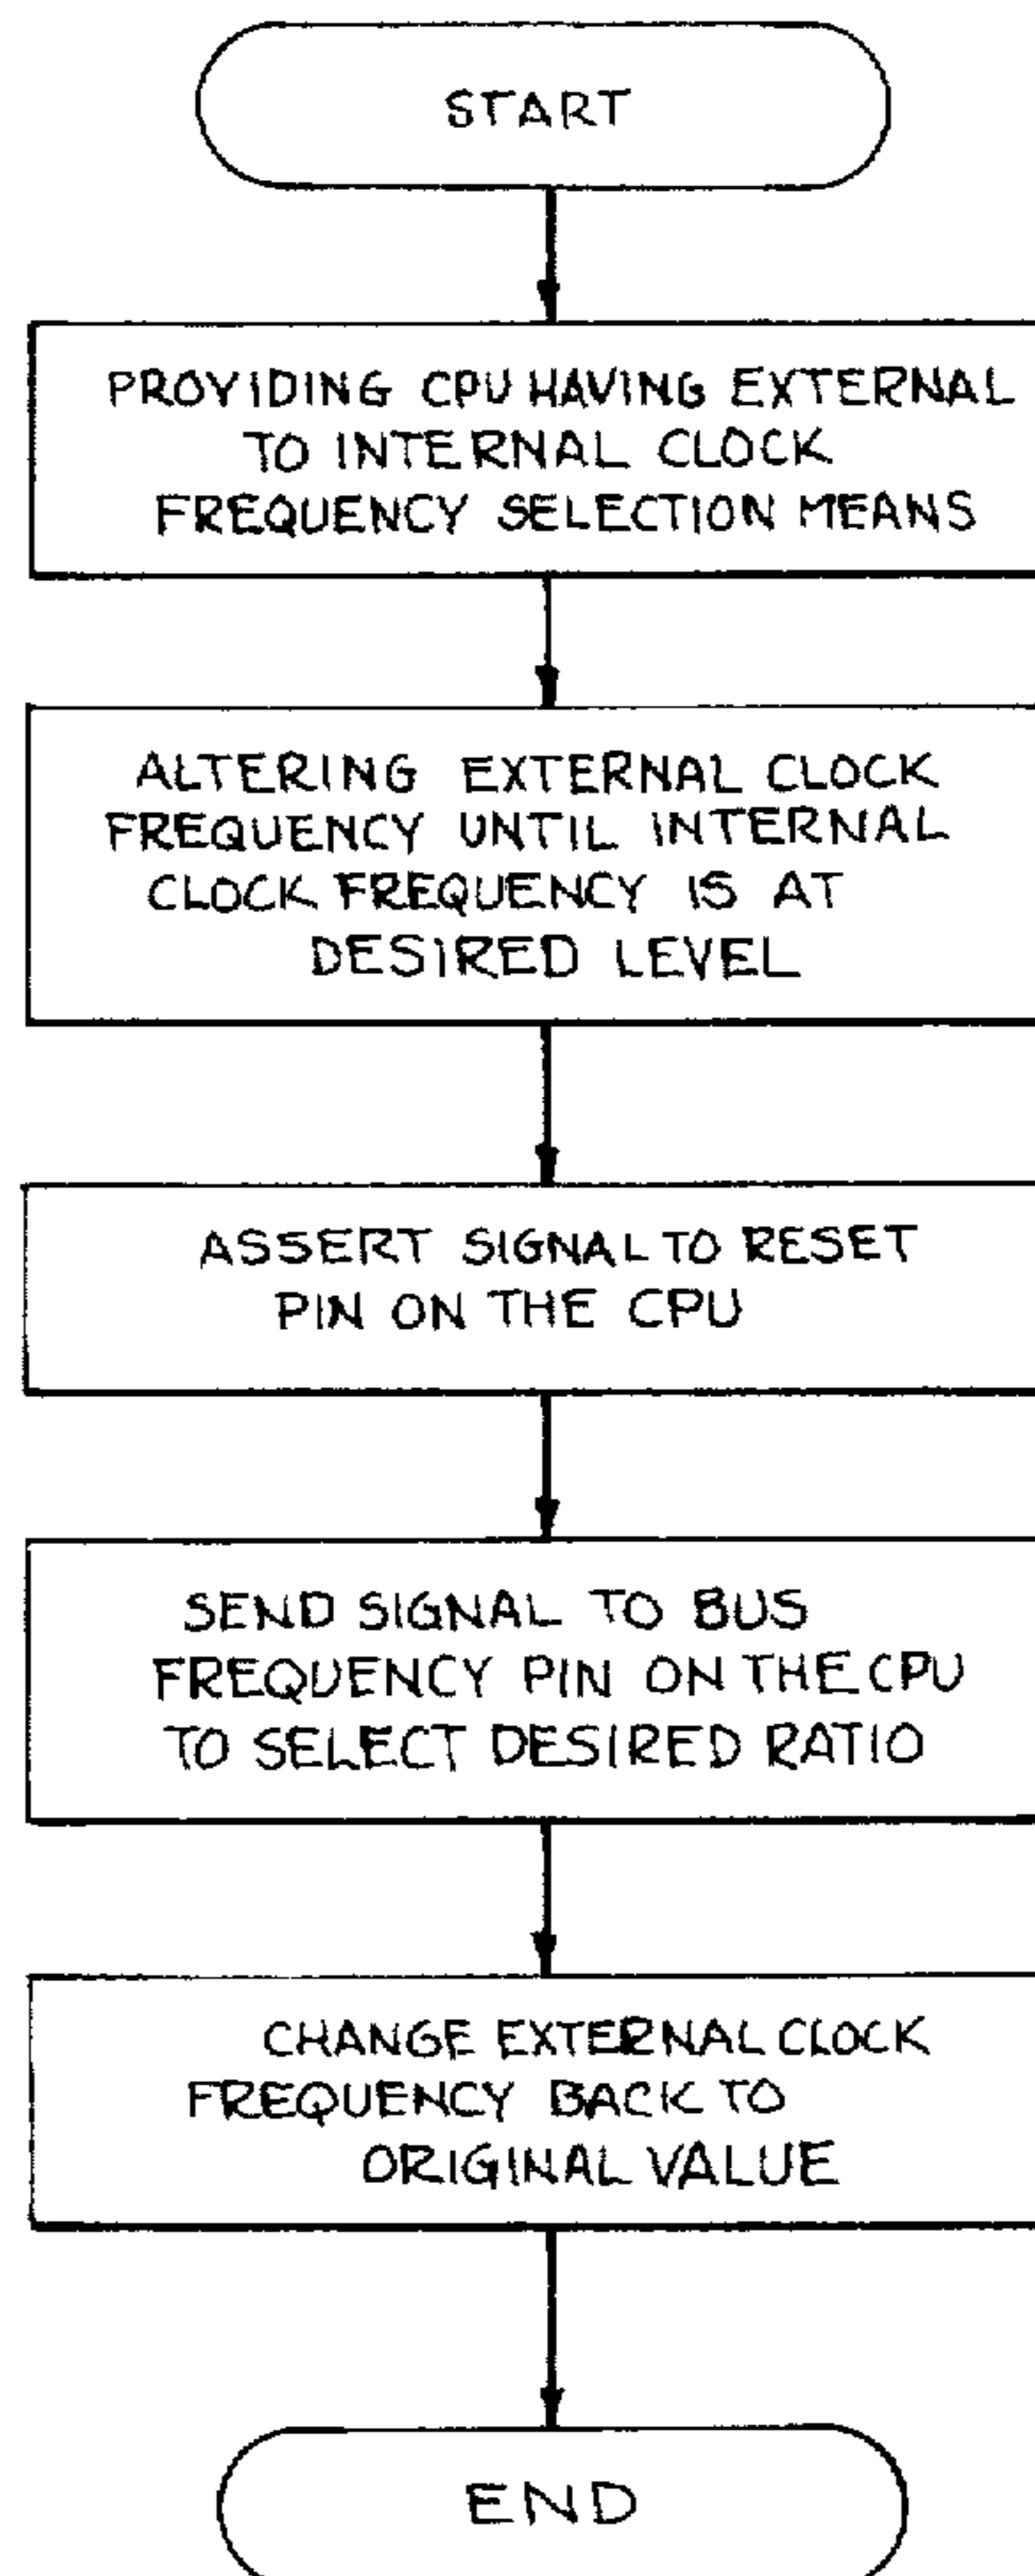 START
PROVIDING CPU HAVING EXTERNAL
TO INTERNAL CLOCK
FREQUENCY SELECTION MEANS
ALTERING EXTERNAL CLOCK
FREQUENCY UNTIL INTERNAL
CLOCK FREQUENCY IS AT
DESIRED LEVEL
ASSERT SIGNAL TO RESET
PIN ON THE CPU
SEND SIGNAL TO BUS
FREQUENCY PIN ON THE CPU
TO SELECT DESIRED RATIO
CHANGE EXTERNAL CLOCK
FREQUENCY BACK TO
ORIGINAL VALUE
END